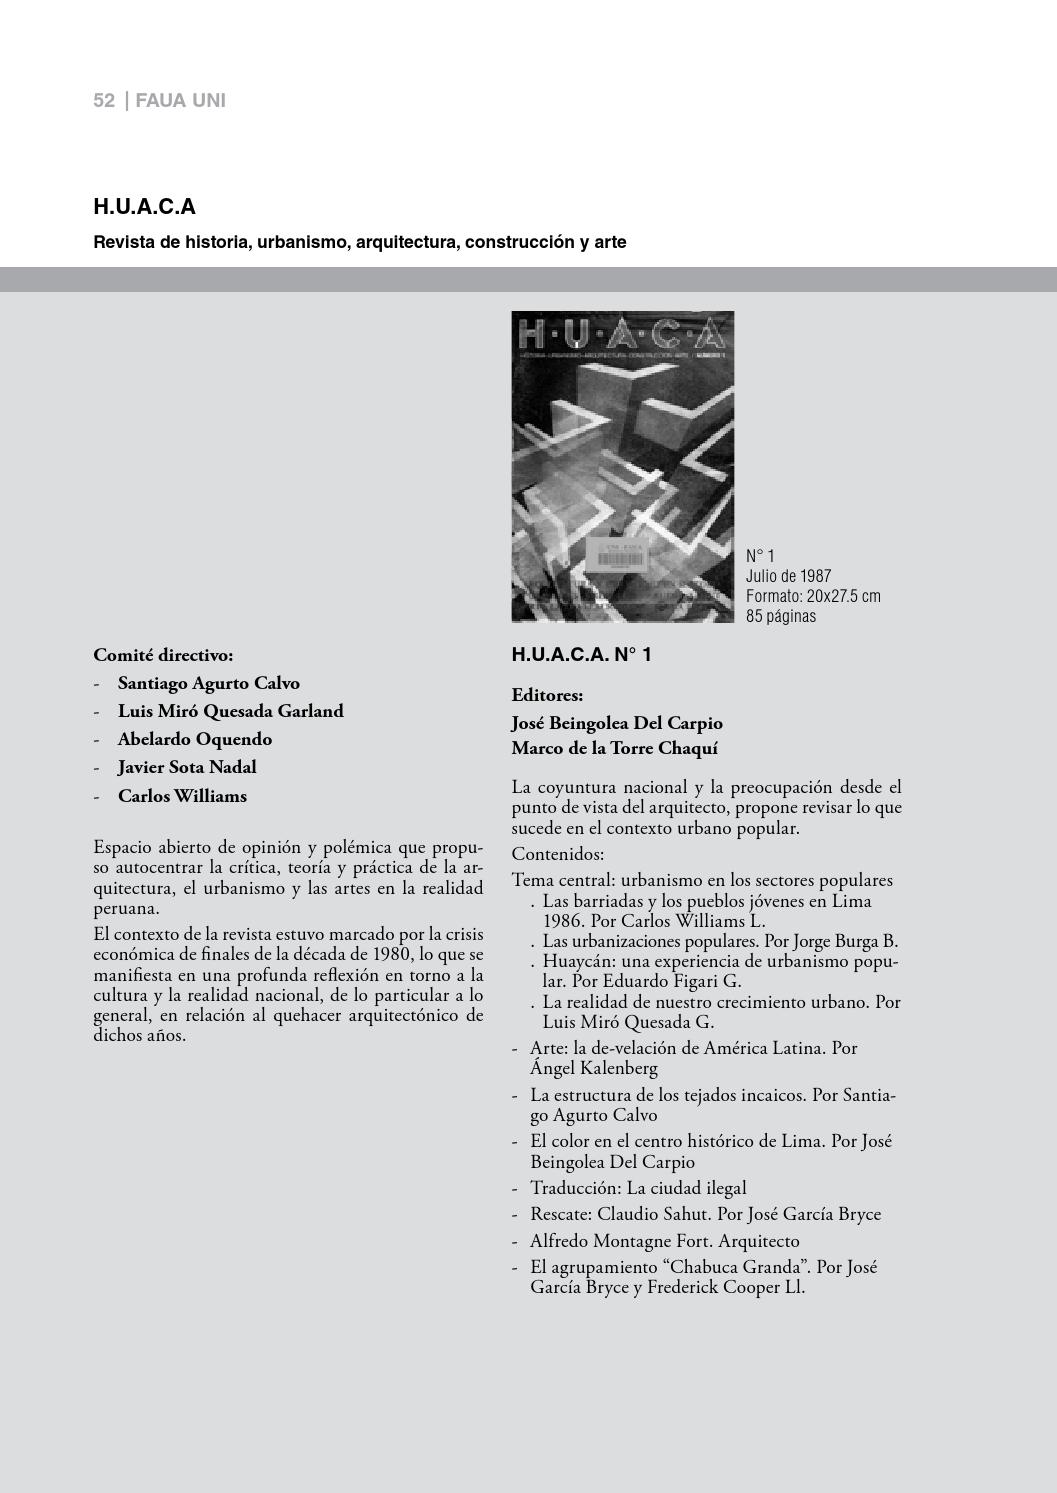 52 | FAUA UNI
H.U.A.C.A
Revista de historia, urbanismo, arquitectura, construcción y arte
H·U·A·C·A
HISTORIA·URBANISMO·ARQUITECTURA·CONSTRUCCION·ARTE / NUMERO 1
N° 1
Julio de 1987
Formato: 20x27.5 cm
85 páginas
Comité directivo:
- Santiago Agurto Calvo
- Luis Miró Quesada Garland
- Abelardo Oquendo
- Javier Sota Nadal
- Carlos Williams
Espacio abierto de opinión y polémica que propu-
so autocentrar la crítica, teoría y práctica de la ar-
quitectura, el urbanismo y las artes en la realidad
peruana.
El contexto de la revista estuvo marcado por la crisis
económica de finales de la década de 1980, lo que se
manifiesta en una profunda reflexión en torno a la
cultura y la realidad nacional, de lo particular a lo
general, en relación al quehacer arquitectónico de
dichos años.
H.U.A.C.A. N° 1
Editores:
José Beingolea Del Carpio
Marco de la Torre Chaquí
La coyuntura nacional y la preocupación desde el
punto de vista del arquitecto, propone revisar lo que
sucede en el contexto urbano popular.
Contenidos:
Tema central: urbanismo en los sectores populares
. Las barriadas y los pueblos jóvenes en Lima
1986. Por Carlos Williams L.
. Las urbanizaciones populares. Por Jorge Burga B.
. Huaycán: una experiencia de urbanismo popu-
lar. Por Eduardo Figari G.
. La realidad de nuestro crecimiento urbano. Por
Luis Miró Quesada G.
- Arte: la de-velación de América Latina. Por
Ángel Kalenberg
- La estructura de los tejados incaicos. Por Santia-
go Agurto Calvo
- El color en el centro histórico de Lima. Por José
Beingolea Del Carpio
- Traducción: La ciudad ilegal
- Rescate: Claudio Sahut. Por José García Bryce
- Alfredo Montagne Fort. Arquitecto
- El agrupamiento “Chabuca Granda”. Por José
García Bryce y Frederick Cooper Ll.